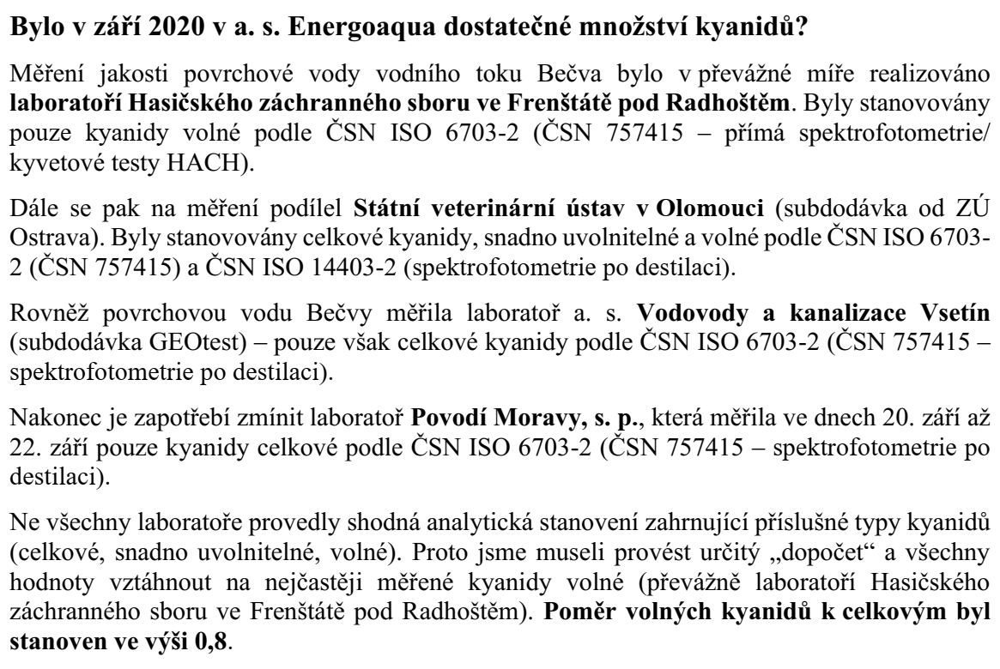 Bylo v září 2020 v a. s. Energoaqua dostatečné množství kyanidů?
Měření jakosti povrchové vody vodního toku Bečva bylo v převážné míře realizováno
laboratoří Hasičského záchranného sboru ve Frenštátě pod Radhoštěm. Byly stanovovány
pouze kyanidy volné podle ČSN ISO 6703-2 (ČSN 757415 – přímá spektrofotometrie/
kyvetové testy HACH).
Dále se pak na měření podílel Státní veterinární ústav v Olomouci (subdodávka od ZÚ
Ostrava). Byly stanovovány celkové kyanidy, snadno uvolnitelné a volné podle ČSN ISO 6703-
2 (ČSN 757415) a ČSN ISO 14403-2 (spektrofotometrie po destilaci).
Rovněž povrchovou vodu Bečvy měřila laboratoř a. s. Vodovody a kanalizace Vsetín
(subdodávka GEOtest) – pouze však celkové kyanidy podle ČSN ISO 6703-2 (ČSN 757415 –
spektrofotometrie po destilaci).
Nakonec je zapotřebí zmínit laboratoř Povodí Moravy, s. p., která měřila ve dnech 20. září až
22. září pouze kyanidy celkové podle ČSN ISO 6703-2 (ČSN 757415 – spektrofotometrie po
destilaci).
Ne všechny laboratoře provedly shodná analytická stanovení zahrnující příslušné typy kyanidů
(celkové, snadno uvolnitelné, volné). Proto jsme museli provést určitý „dopočet“ a všechny
hodnoty vztáhnout na nejčastěji měřené kyanidy volné (převážně laboratoří Hasičského
záchranného sboru ve Frenštátě pod Radhoštěm). Poměr volných kyanidů k celkovým byl
stanoven ve výši 0,8.